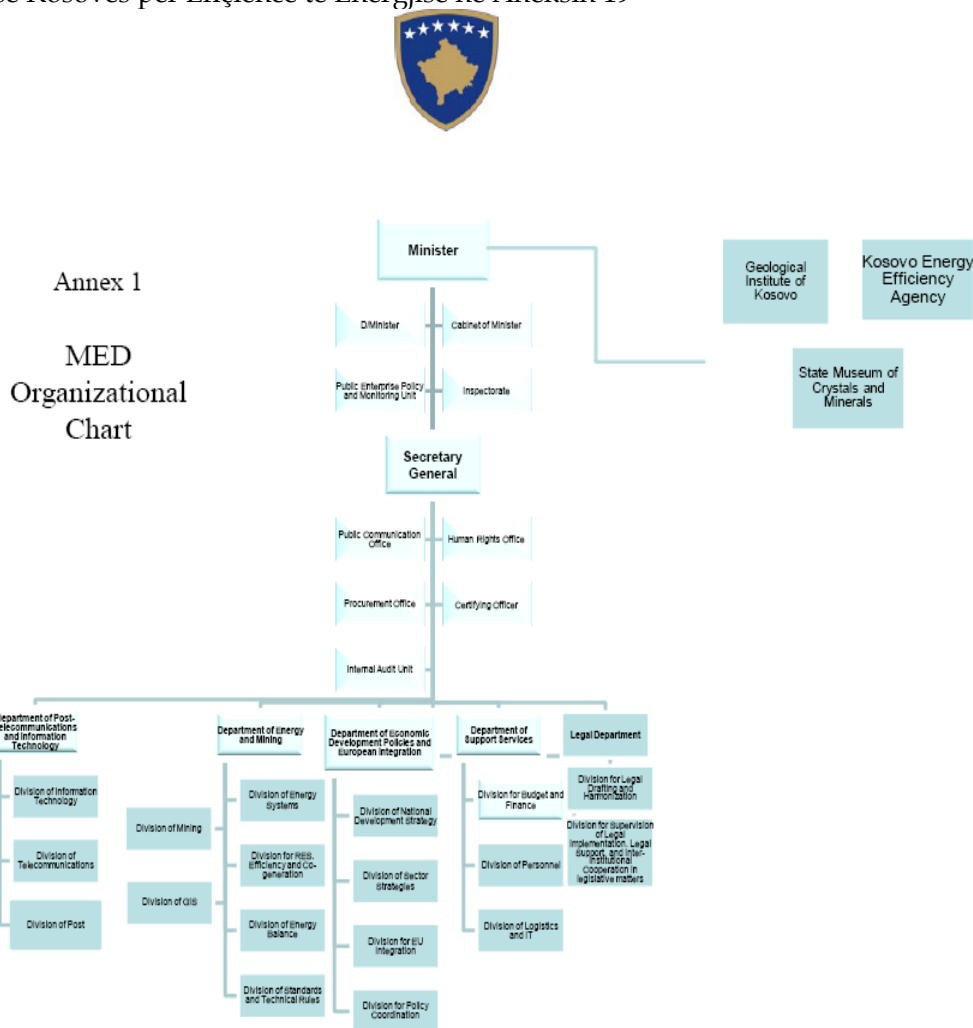 së Kosovës për Efiçiencë të Energjisë në Aneksin 19
Annex 1
MED
Organizational
Chart
Minister
D/Minister
Cabinet of Minister
Public Enterprise Policy
and Monitoring Unit
Inspectorate
Geological
Institute of
Kosovo
Kosovo Energy
Efficiency
Agency
State Museum of
Crystals and
Minerals
Secretary
General
Public Communication
Office
Human Rights Office
Procurement Office
Certifying Officer
Internal Audit Unit
Department of Post-
Telecommunications
and Information
Technology
Division of Information
Technology
Division of
Telecommunications
Division of Post
Department of Energy
and Mining
Division of Mining
Division of GIS
Division of Energy
Systems
Division for RES,
Efficiency and Co-
generation
Division of Energy
Balance
Division of Standards
and Technical Rules
Department of Economic
Development Policies and
European Integration
Division of National
Development Strategy
Division of Sector
Strategies
Division for EU
Integration
Division for Policy
Coordination
Department of
Support Services
Division for Budget and
Finance
Division of Personnel
Division of Logistics
and IT
Legal Department
Division for Legal
Drafting and
Harmonization
Division for Supervision
of Legal
Implementation, Legal
Support, and Inter-
Institutional
Cooperation in
legislative matters